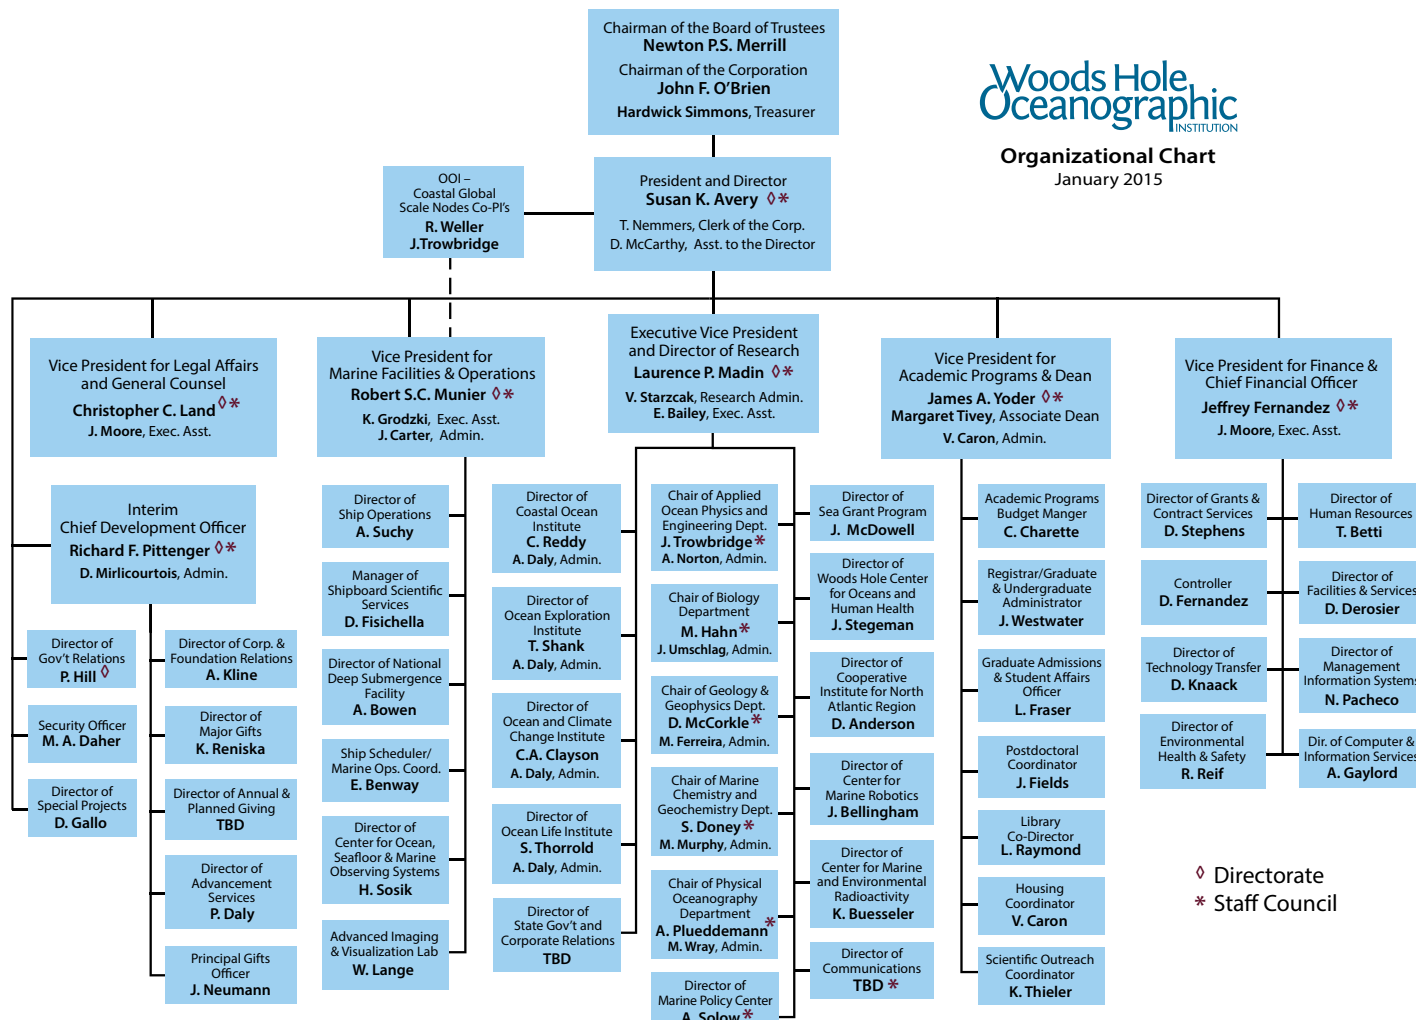 Chairman of the Board of Trustees
Newton P.S. Merrill
Chairman of the Corporation
John F. O'Brien
Hardwick Simmons, Treasurer
Woods Hole
Oceanographic
INSTITUTION
Organizational Chart
January 2015
OOI –
Coastal Global
Scale Nodes Co-PI's
R. Weller
J.Trowbridge
President and Director
Susan K. Avery ◊ *
T. Nemmers, Clerk of the Corp.
D. McCarthy, Asst. to the Director
Vice President for Legal Affairs
and General Counsel
Christopher C. Land ◊ *
J. Moore, Exec. Asst.
Vice President for
Marine Facilities & Operations
Robert S.C. Munier ◊ *
K. Grodzki, Exec. Asst.
J. Carter, Admin.
Executive Vice President
and Director of Research
Laurence P. Madin ◊ *
V. Starzcak, Research Admin.
E. Bailey, Exec. Asst.
Vice President for
Academic Programs & Dean
James A. Yoder ◊ *
Margaret Tivey, Associate Dean
V. Caron, Admin.
Vice President for Finance &
Chief Financial Officer
Jeffrey Fernandez ◊ *
J. Moore, Exec. Asst.
Interim
Chief Development Officer
Richard F. Pittenger ◊ *
D. Mirlicourtois, Admin.
Director of
Gov't Relations
P. Hill ◊
Security Officer
M. A. Daher
Director of
Special Projects
D. Gallo
Director of Corp. &
Foundation Relations
A. Kline
Director of
Major Gifts
K. Reniska
Director of Annual &
Planned Giving
TBD
Director of
Advancement
Services
P. Daly
Principal Gifts
Officer
J. Neumann
Director of
Ship Operations
A. Suchy
Manager of
Shipboard Scientific
Services
D. Fisichella
Director of National
Deep Submergence
Facility
A. Bowen
Ship Scheduler/
Marine Ops. Coord.
E. Benway
Director of
Center for Ocean,
Seafloor & Marine
Observing Systems
H. Sosik
Advanced Imaging
& Visualization Lab
W. Lange
Director of
Coastal Ocean
Institute
C. Reddy
A. Daly, Admin.
Director of
Ocean Exploration
Institute
T. Shank
A. Daly, Admin.
Director of
Ocean and Climate
Change Institute
C.A. Clayson
A. Daly, Admin.
Director of
Ocean Life Institute
S. Thorrold
A. Daly, Admin.
Director of
State Gov't and
Corporate Relations
TBD
Chair of Applied
Ocean Physics and
Engineering Dept.
J. Trowbridge *
A. Norton, Admin.
Chair of Biology
Department
M. Hahn *
J. Umschlag, Admin.
Chair of Geology &
Geophysics Dept.
D. McCorkle *
M. Ferreira, Admin.
Chair of Marine
Chemistry and
Geochemistry Dept.
S. Doney *
M. Murphy, Admin.
Chair of Physical
Oceanography
Department
A. Plueddemann *
M. Wray, Admin.
Director of
Marine Policy Center
A. Solow *
Director of
Sea Grant Program
J. McDowell
Director of
Woods Hole Center
for Oceans and
Human Health
J. Stegeman
Director of
Cooperative
Institute for North
Atlantic Region
D. Anderson
Director of
Center for
Marine Robotics
J. Bellingham
Director of
Center for Marine
and Environmental
Radioactivity
K. Buesseler
Director of
Communications
TBD *
Academic Programs
Budget Manger
C. Charette
Registrar/Graduate
& Undergraduate
Administrator
J. Westwater
Graduate Admissions
& Student Affairs
Officer
L. Fraser
Postdoctoral
Coordinator
J. Fields
Library
Co-Director
L. Raymond
Housing
Coordinator
V. Caron
Scientific Outreach
Coordinator
K. Thieler
Director of Grants &
Contract Services
D. Stephens
Controller
D. Fernandez
Director of
Technology Transfer
D. Knaack
Director of
Environmental
Health & Safety
R. Reif
Director of
Human Resources
T. Betti
Director of
Facilities & Services
D. Derosier
Director of
Management
Information Systems
N. Pacheco
Dir. of Computer &
Information Services
A. Gaylord
◊ Directorate
* Staff Council